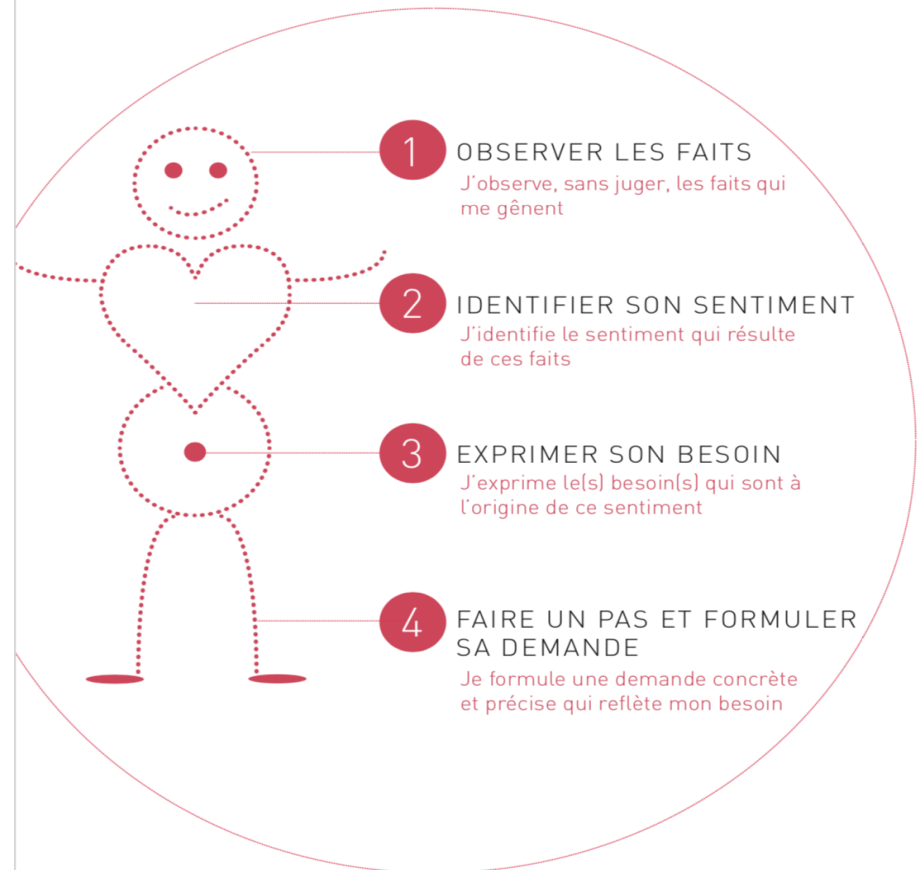 1
OBSERVER LES FAITS
J'observe, sans juger, les faits qui
me gênent
2
IDENTIFIER SON SENTIMENT
J'identifie le sentiment qui résulte
de ces faits
3
EXPRIMER SON BESOIN
J'exprime le(s) besoin(s) qui sont à
l'origine de ce sentiment
4
FAIRE UN PAS ET FORMULER
SA DEMANDE
Je formule une demande concrète
et précise qui reflète mon besoin